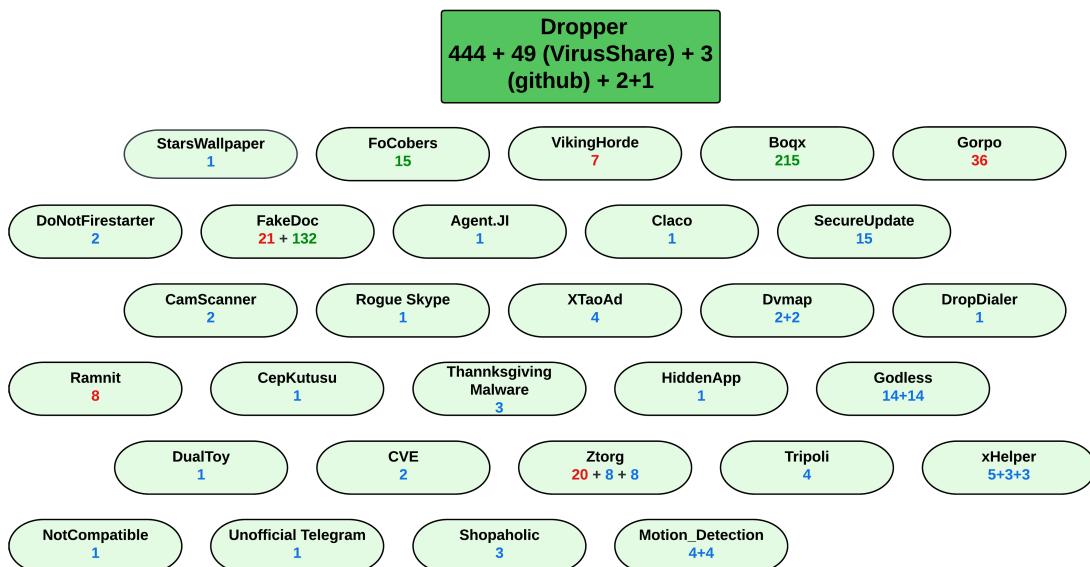 Dropper
444 + 49 (VirusShare) + 3
(github) + 2+1
StarsWallpaper
1
FoCobers
15
VikingHorde
7
Boqx
215
Gorpo
36
DoNotFirestarter
2
FakeDoc
21 + 132
Agent.JI
1
Claco
1
SecureUpdate
15
CamScanner
2
Rogue Skype
1
XTaoAd
4
Dvmap
2+2
DropDialer
1
Ramnit
8
CepKutusu
1
Thannksgiving
Malware
3
HiddenApp
1
Godless
14+14
DualToy
1
CVE
2
Ztorg
20 + 8 + 8
Tripoli
4
xHelper
5+3+3
NotCompatible
1
Unofficial Telegram
1
Shopaholic
3
Motion_Detection
4+4